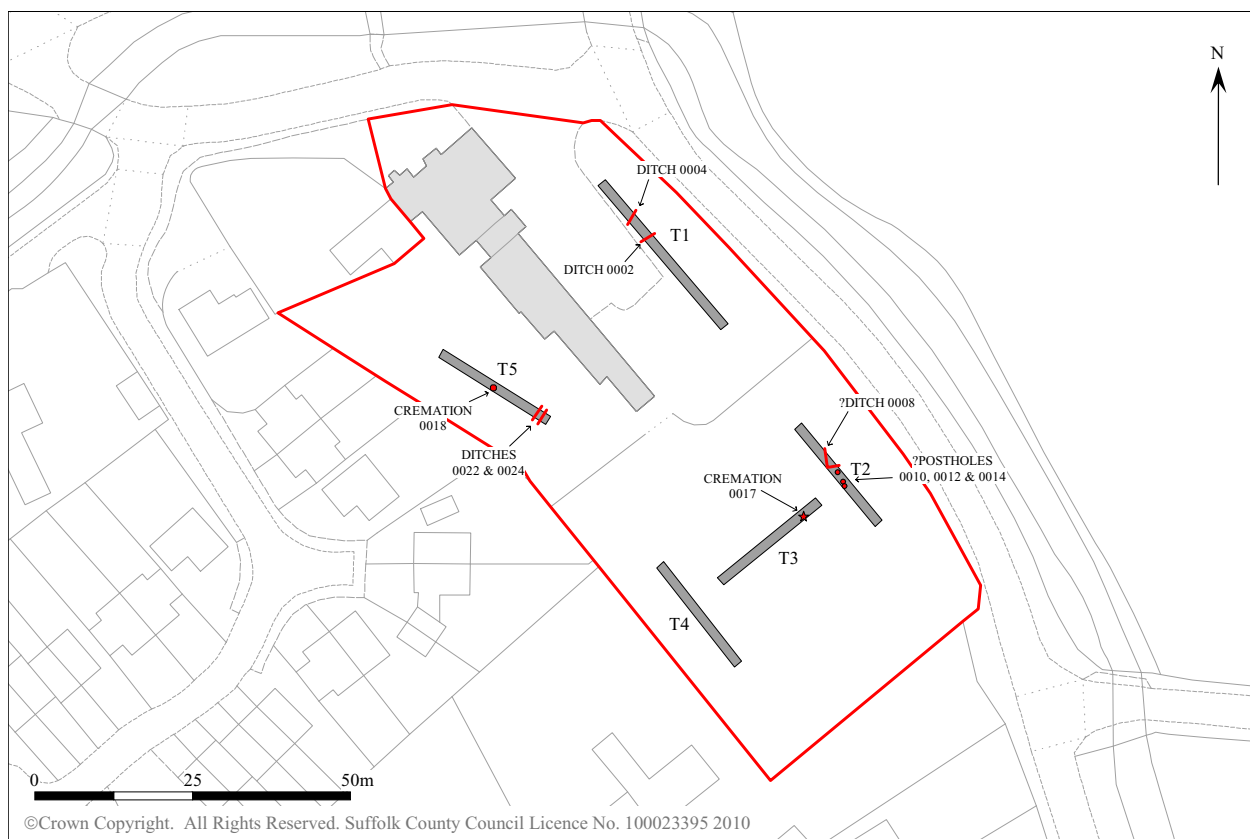 N
DITCH 0004
T1
DITCH 0002
T5
CREMATION
0018
DITCHES
0022 & 0024
?DITCH 0008
T2
?POSTHOLES
0010, 0012 & 0014
CREMATION
0017
T3
T4
0 25 50m
©Crown Copyright. All Rights Reserved. Suffolk County Council Licence No. 100023395 2010